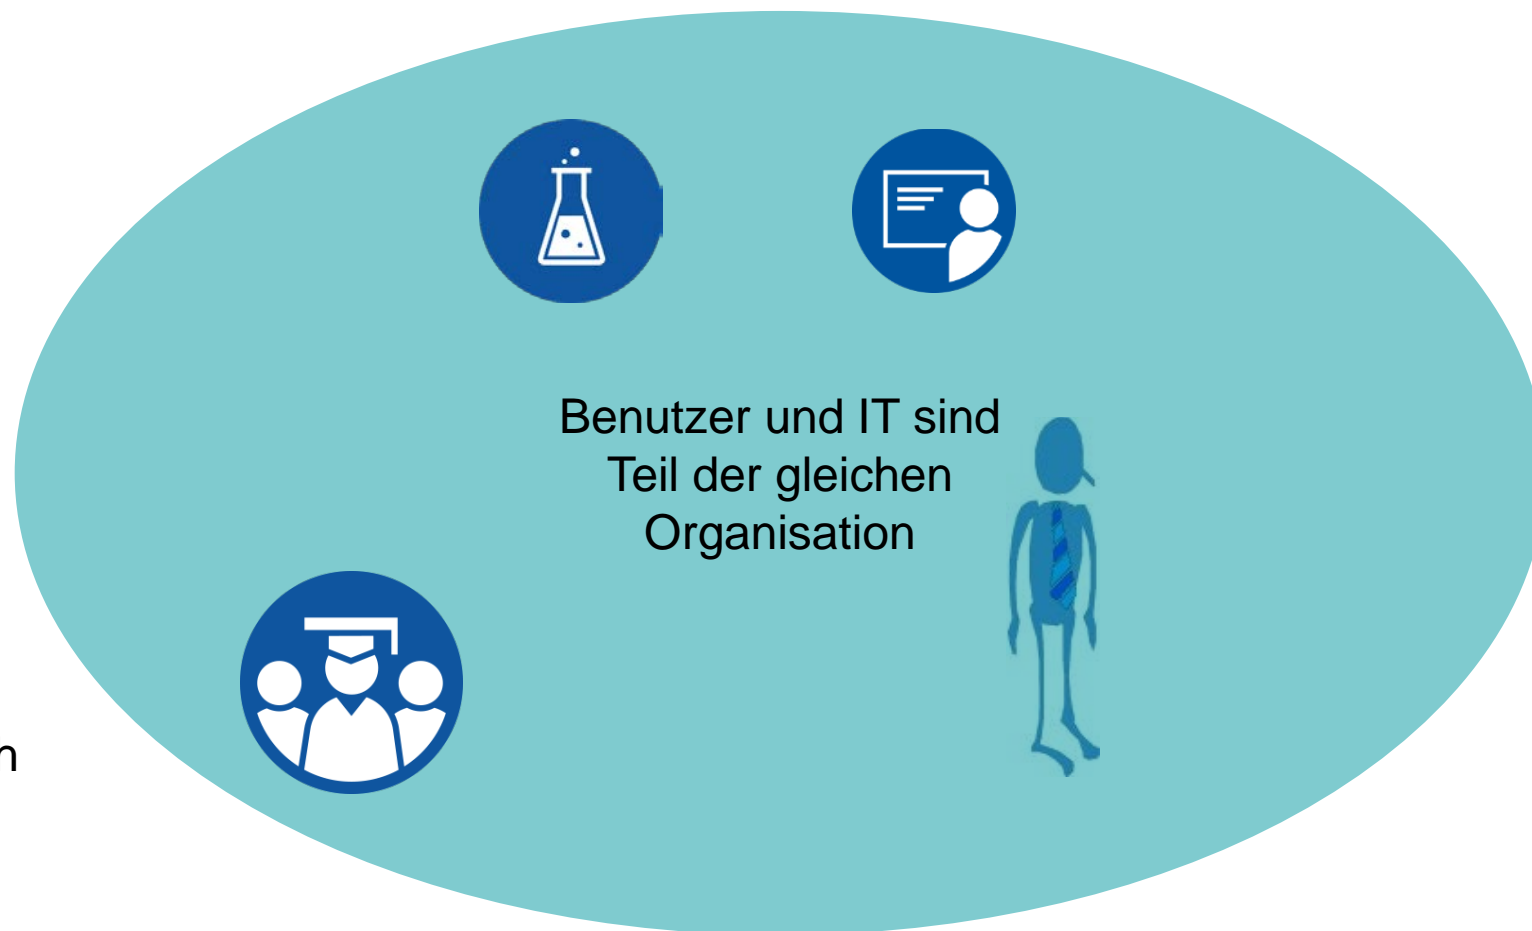 Benutzer und IT sind
Teil der gleichen
Organisation